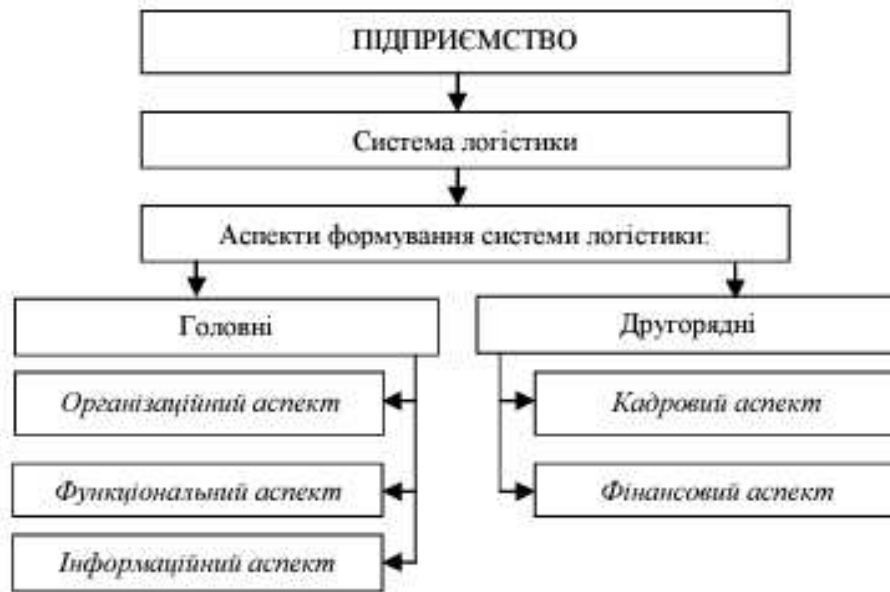 ПІДПРИЄМСТВО
Система логістики
Аспекти формування системи логістики:
Головні
Організаційний аспект
Функціональний аспект
Інформаційний аспект
Другорядні
Кадровий аспект
Фінансовий аспект